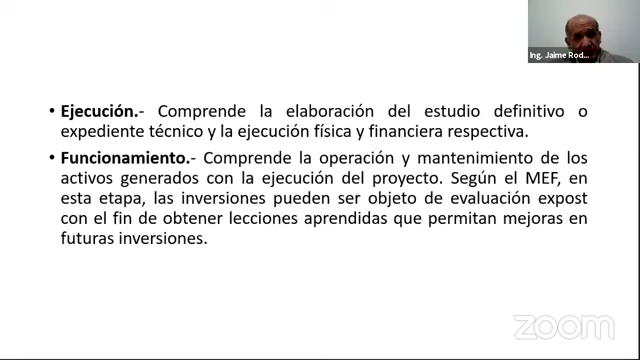 Ing. Jaime Rod...
• Ejecución.- Comprende la elaboración del estudio definitivo o
expediente técnico y la ejecución física y financiera respectiva.
• Funcionamiento.- Comprende la operación y mantenimiento de los
activos generados con la ejecución del proyecto. Según el MEF, en
esta etapa, las inversiones pueden ser objeto de evaluación expost
con el fin de obtener lecciones aprendidas que permitan mejoras en
futuras inversiones.
zoom